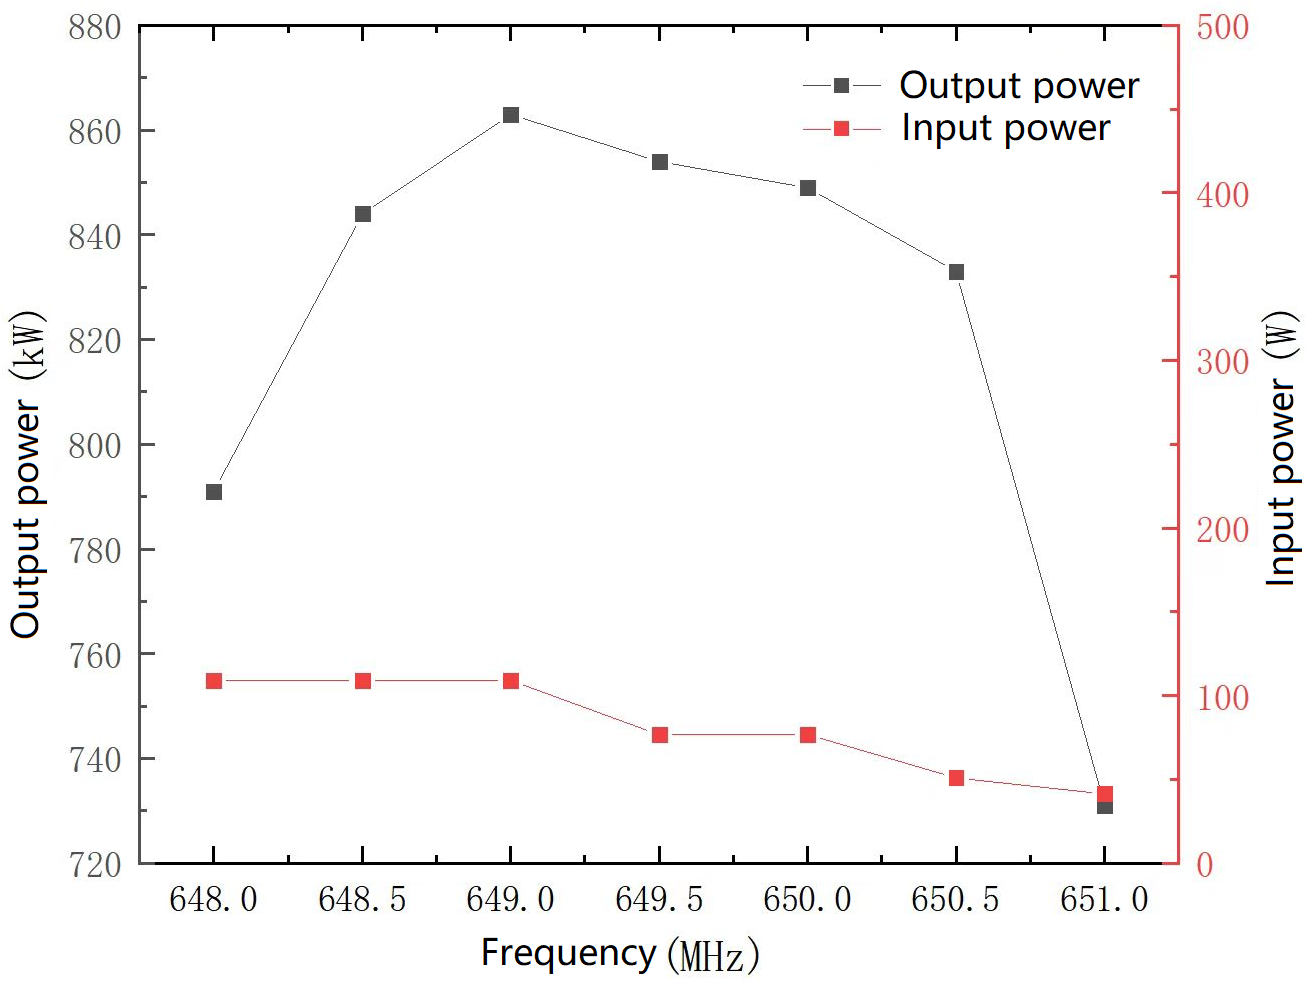 Output power
Input power
880
860
840
820
800
780
760
740
720
500
400
300
200
100
0
648.0 648.5 649.0 649.5 650.0 650.5 651.0
Output power (kW)
Input power (W)
Frequency(MHz)